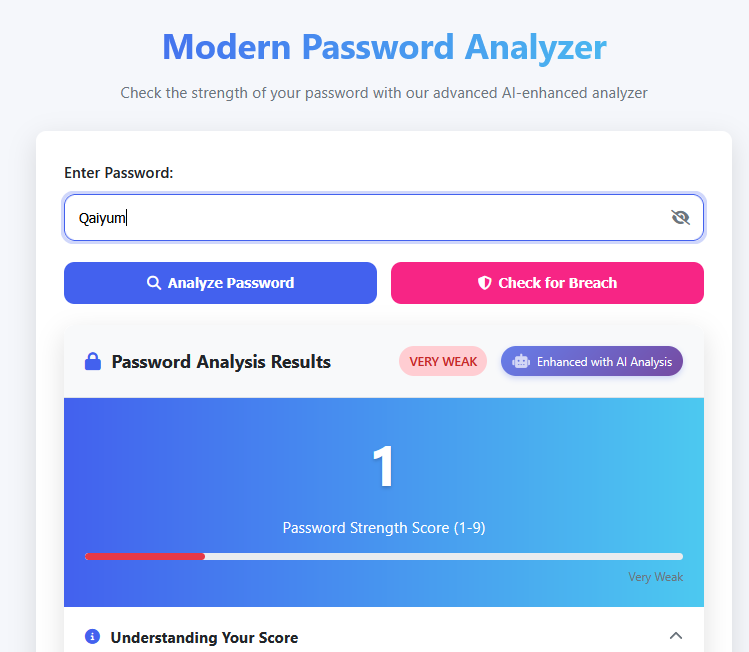 Modern Password Analyzer
Check the strength of your password with our advanced AI-enhanced analyzer
Enter Password:
Qaiyum
Analyze Password
Check for Breach
Password Analysis Results
VERY WEAK
Enhanced with AI Analysis
1
Password Strength Score (1-9)
Very Weak
Understanding Your Score